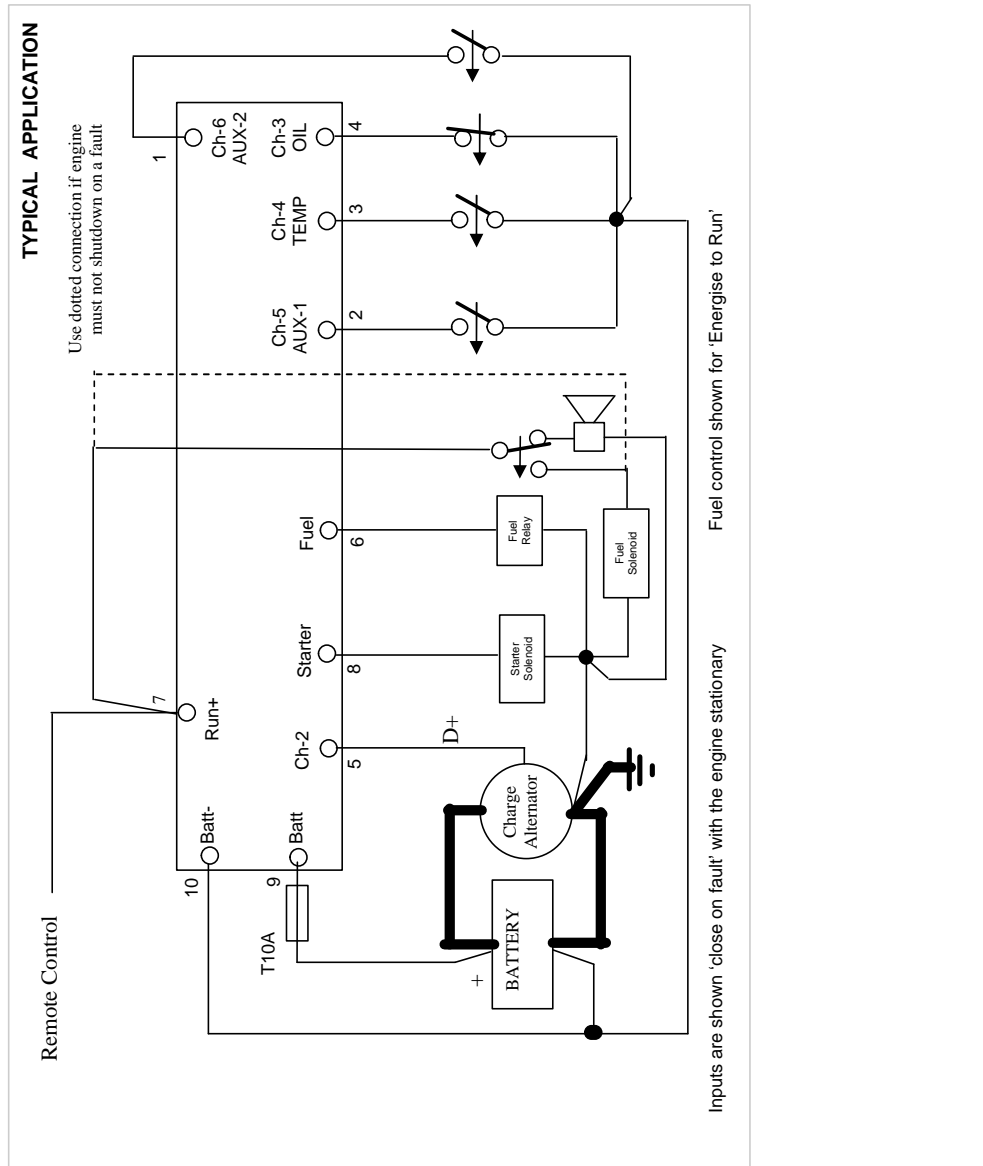 TYPICAL APPLICATION
Use dotted connection if engine
must not shutdown on a fault
Remote Control
10
Batt-
7
Run+
1
Ch-6
AUX-2
T10A
9
Batt
Ch-2
5
Starter
8
Fuel
6
Ch-5
AUX-1
2
Ch-4
TEMP
3
Ch-3
OIL
4
D+
+
BATTERY
Charge
Alternator
Starter
Solenoid
Fuel
Relay
Fuel
Solenoid
Inputs are shown 'close on fault' with the engine stationary
Fuel control shown for 'Energise to Run'